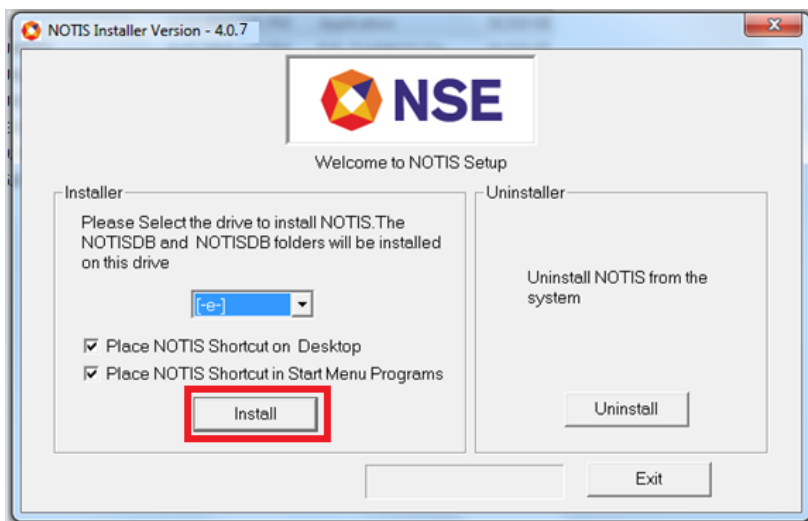 NOTIS Installer Version - 4.0.7
NSE
Welcome to NOTIS Setup
Installer
Please Select the drive to install NOTIS.The
NOTISDB and NOTISDB folders will be installed
on this drive
[-e-]
Place NOTIS Shortcut on Desktop
Place NOTIS Shortcut in Start Menu Programs
Install
Uninstaller
Uninstall NOTIS from the
system
Uninstall
Exit